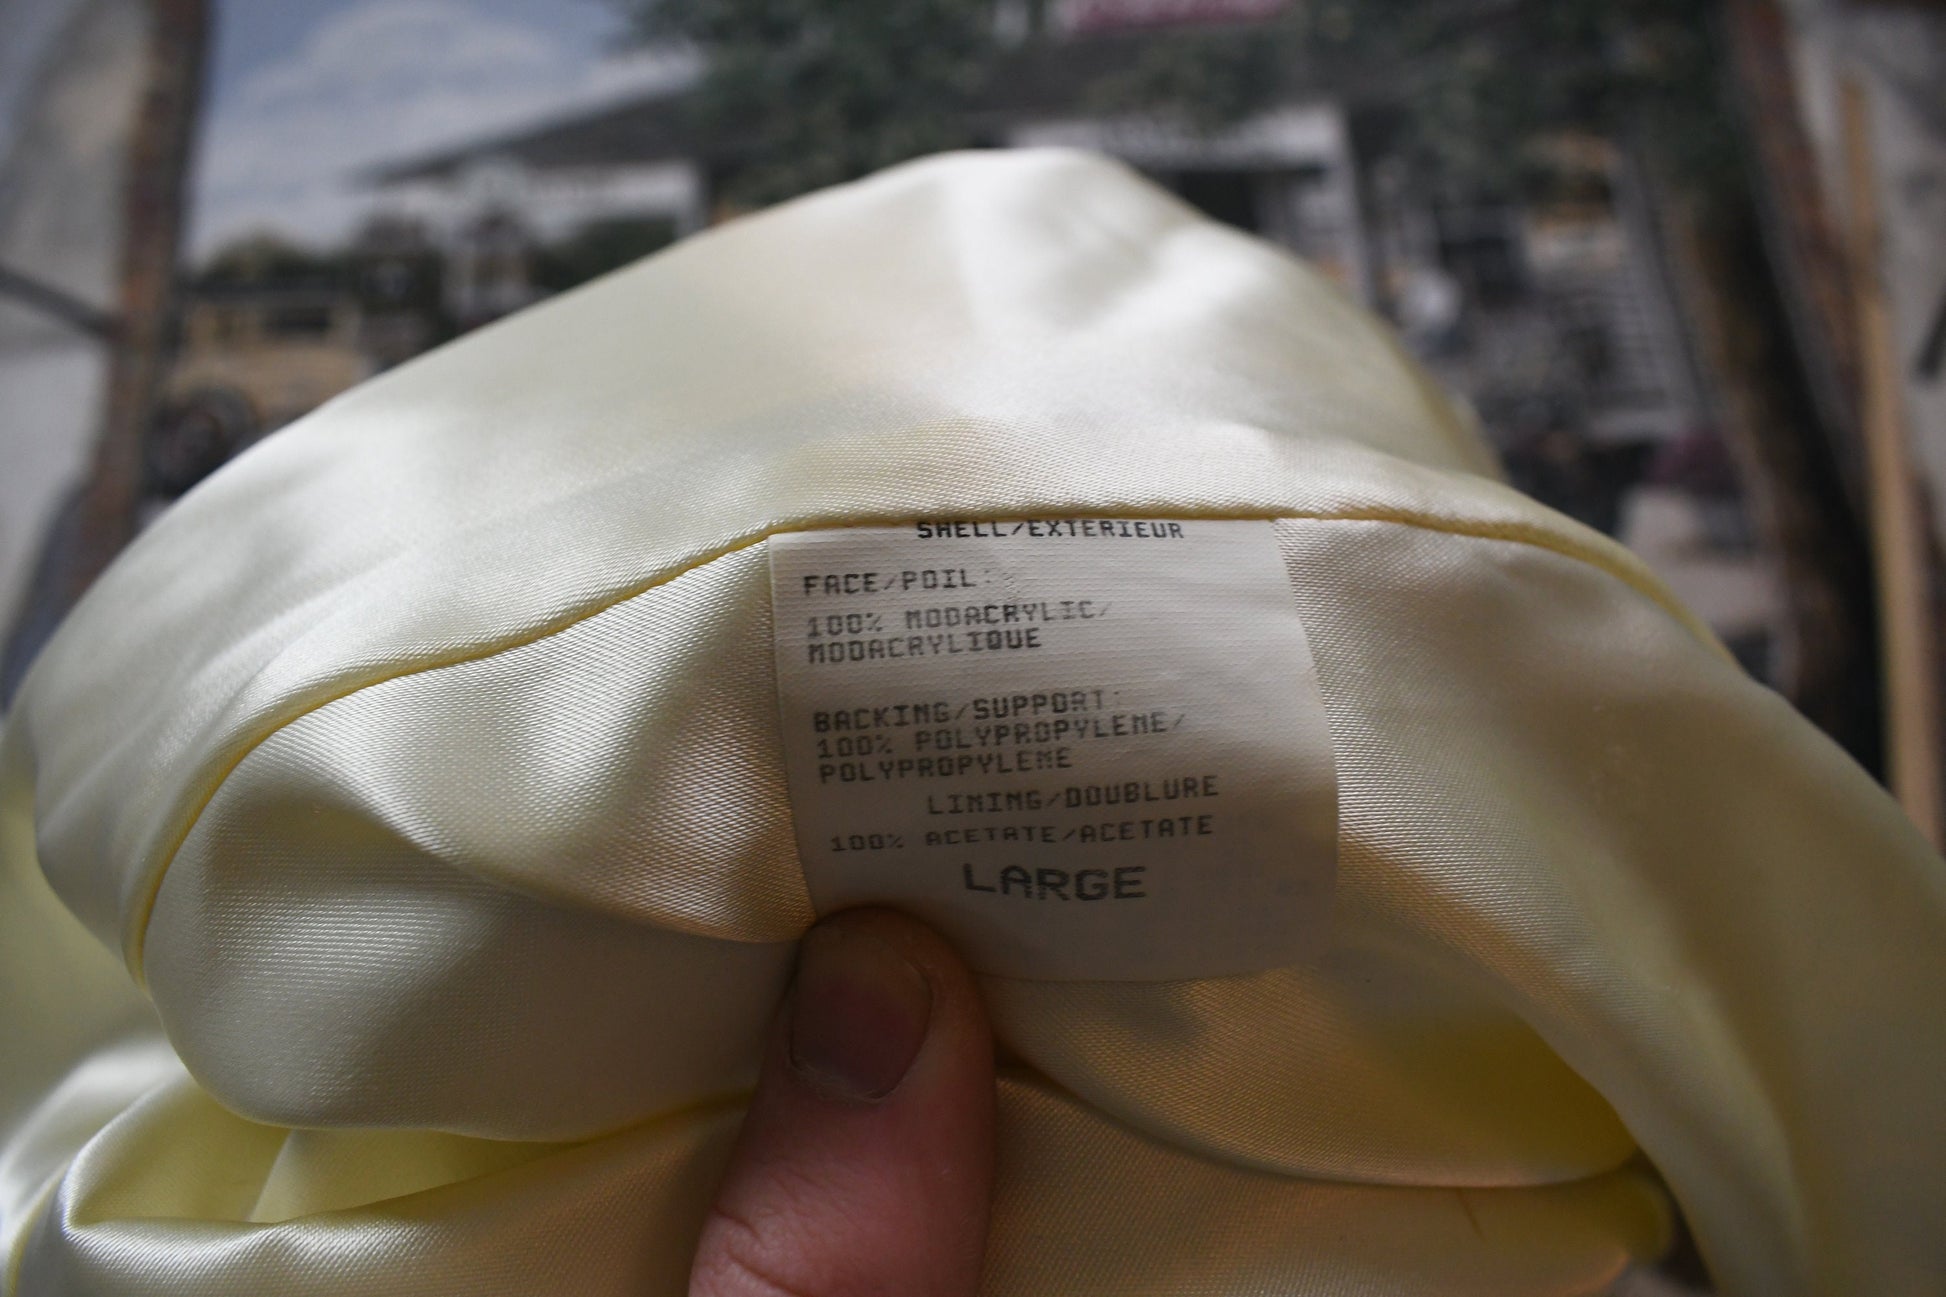 SHELL/EXTERIEUR
FACE/POIL:
100% MODACRYLIC/
MODACRYLIQUE
BACKING/SUPPORT:
100% POLYPROPYLENE/
POLYPROPYLENE
LINING/DOUBLURE
100% ACETATE/ACETATE
LARGE